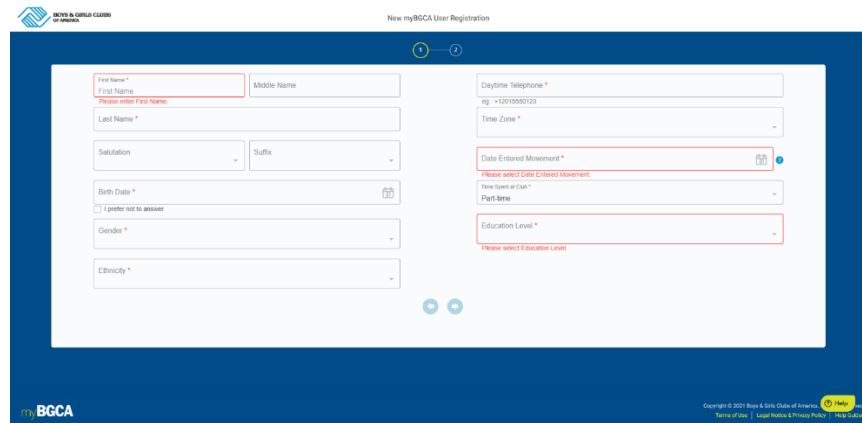 BOYS & GIRLS CLUBS
OF AMERICA
New myBGCA User Registration
1
2
First Name *
First Name
Please enter First Name.
Middle Name
Last Name *
Salutation
Suffix
Birth Date *
I prefer not to answer
Gender *
Ethnicity *
Daytime Telephone *
eg : +12015550123
Time Zone *
Date Entered Movement *
Please select Date Entered Movement.
Time Spent at Club *
Part-time
Education Level *
Please select Education Level.
myBGCA
Copyright © 2021 Boys & Girls Clubs of America.
Help
Terms of Use | Legal Notice & Privacy Policy | Help Guide